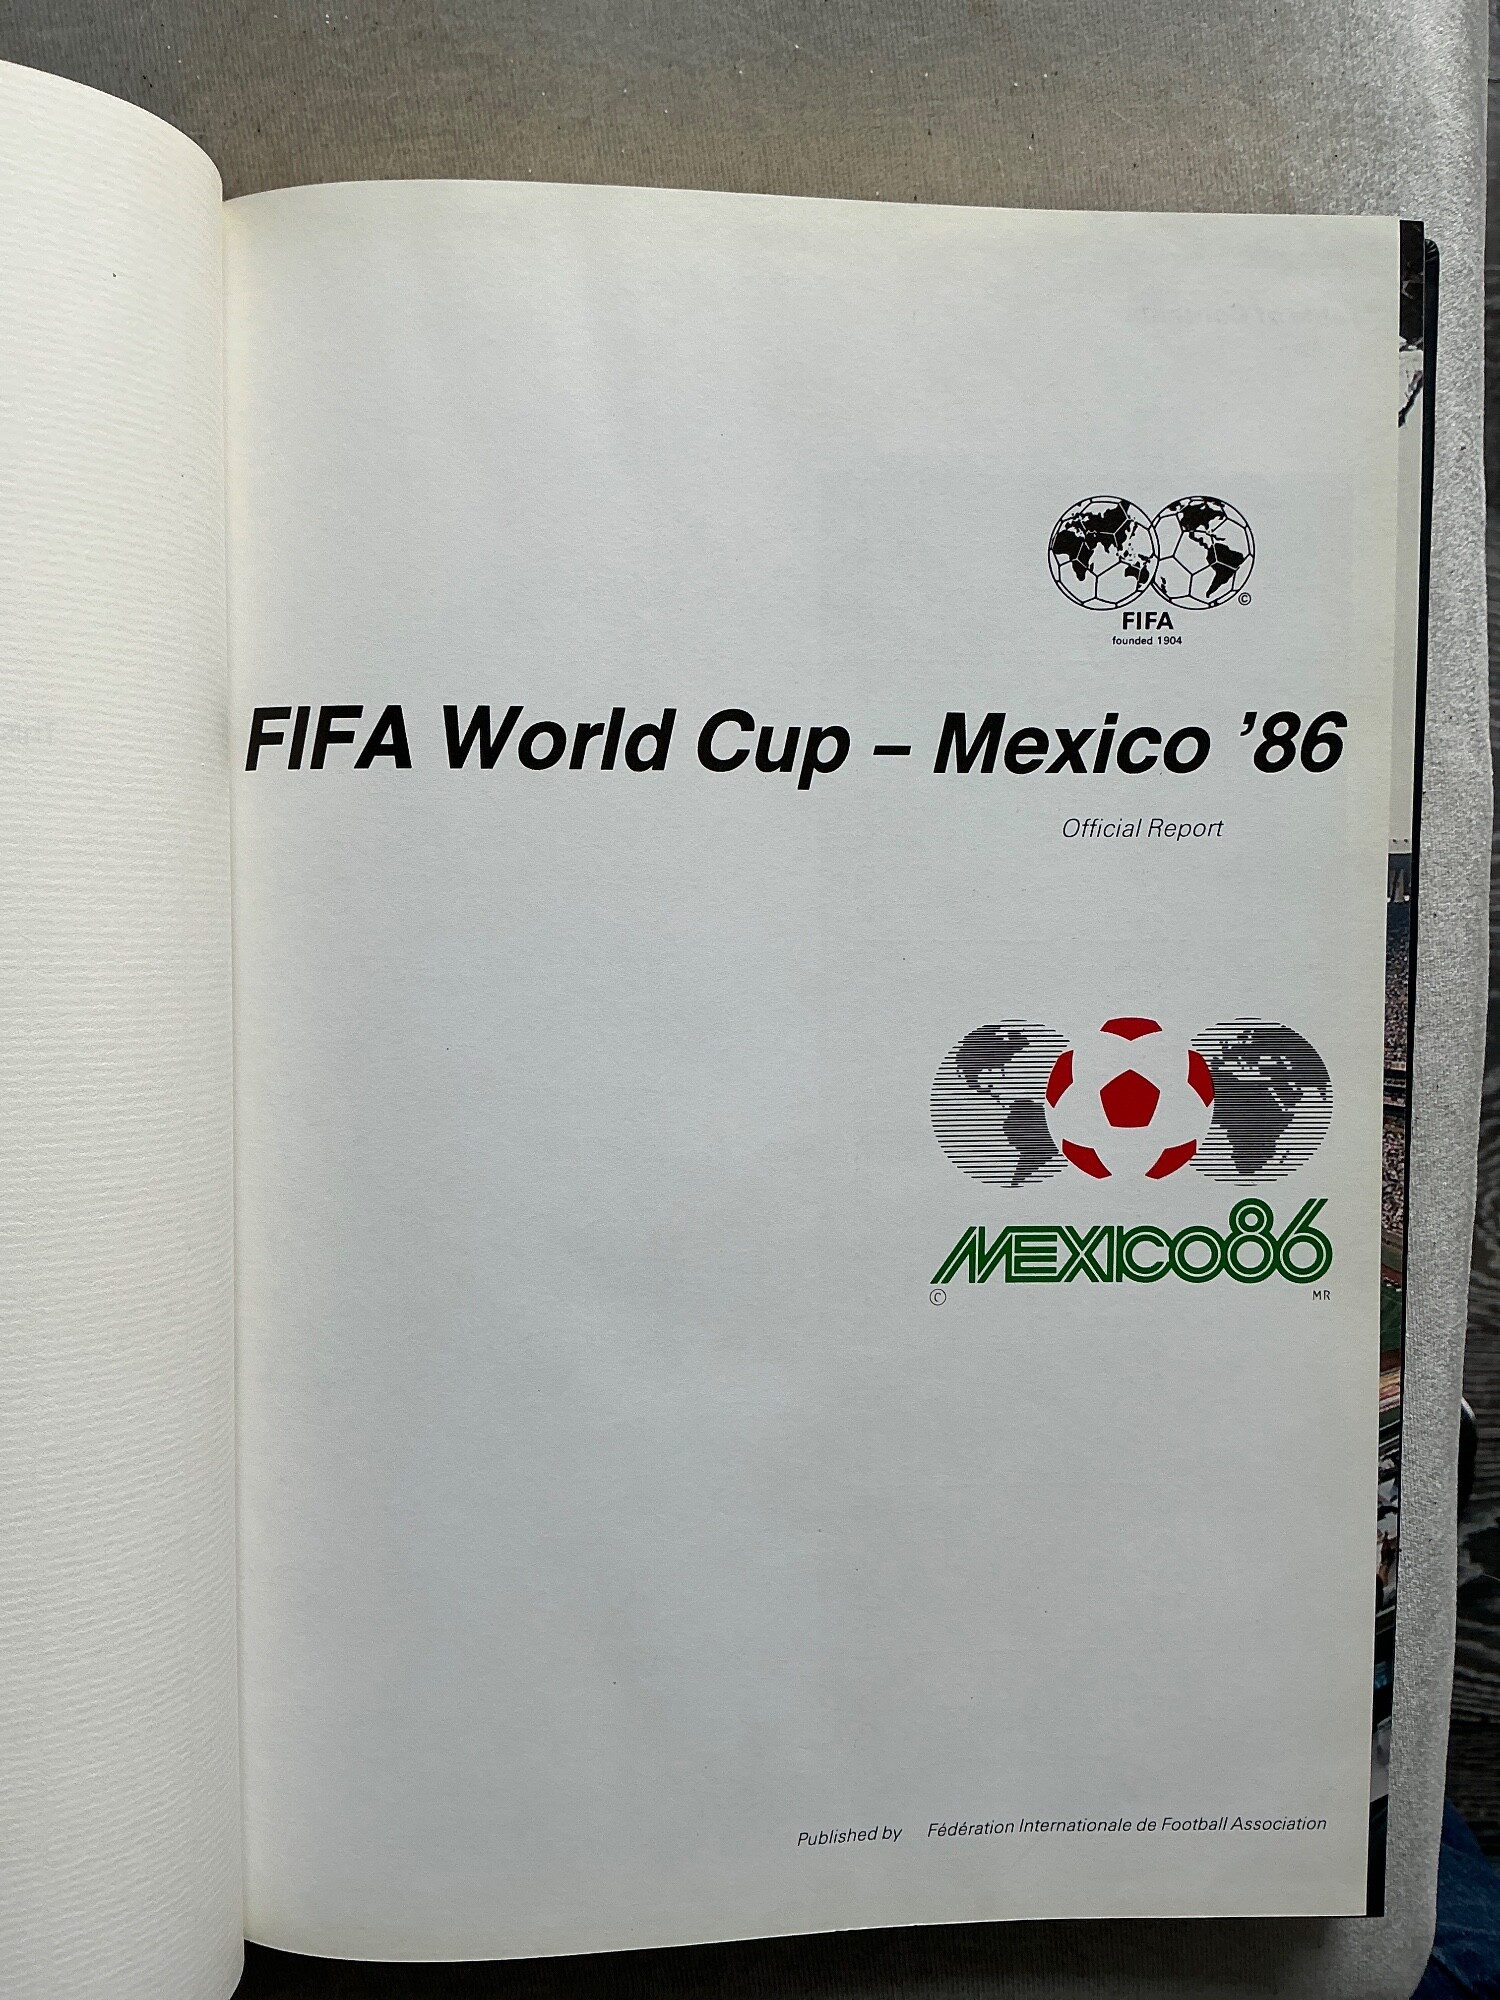 ©
FIFA
founded 1904
FIFA World Cup – Mexico ’86
Official Report
MEXICO86
© MR
Published by Fédération Internationale de Football Association